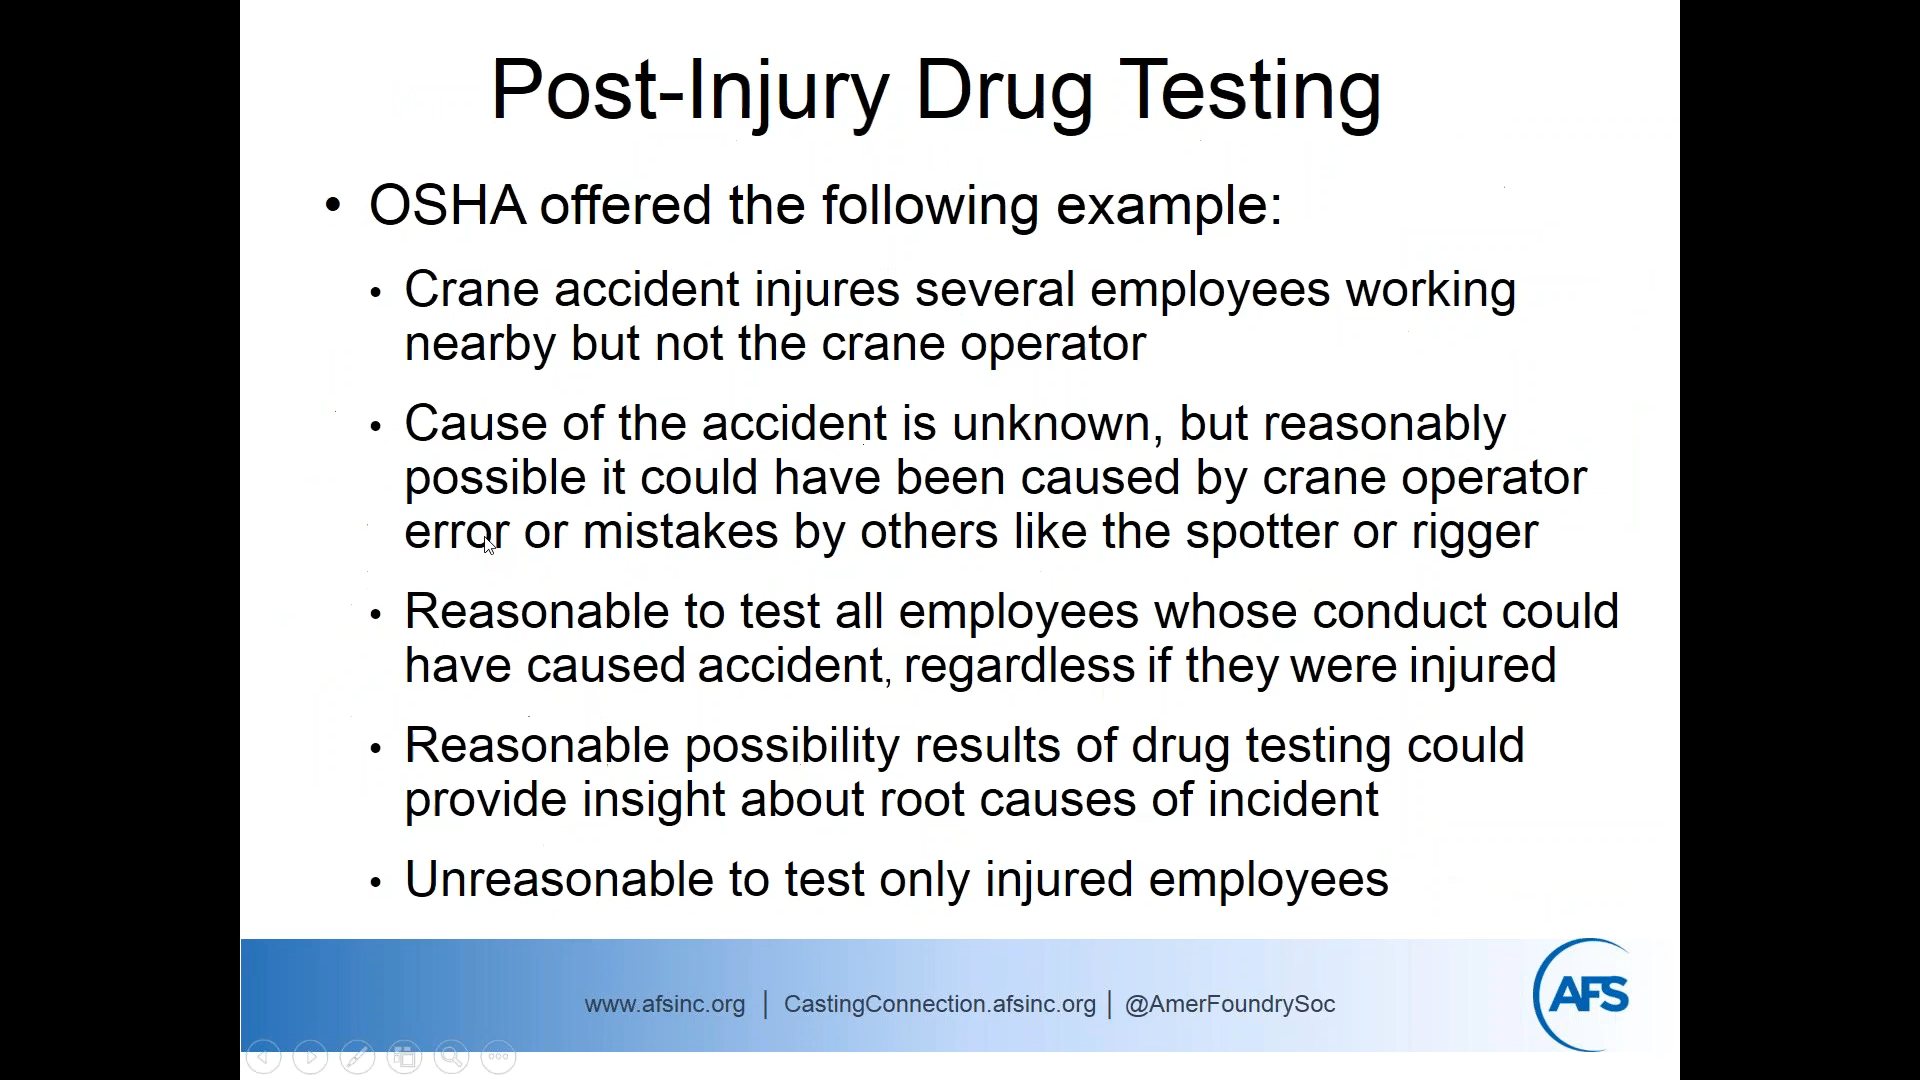 Post-Injury Drug Testing
• OSHA offered the following example:
• Crane accident injures several employees working
nearby but not the crane operator
• Cause of the accident is unknown, but reasonably
possible it could have been caused by crane operator
error or mistakes by others like the spotter or rigger
• Reasonable to test all employees whose conduct could
have caused accident, regardless if they were injured
• Reasonable possibility results of drug testing could
provide insight about root causes of incident
• Unreasonable to test only injured employees
www.afsinc.org | CastingConnection.afsinc.org | @AmerFoundrySoc
AFS